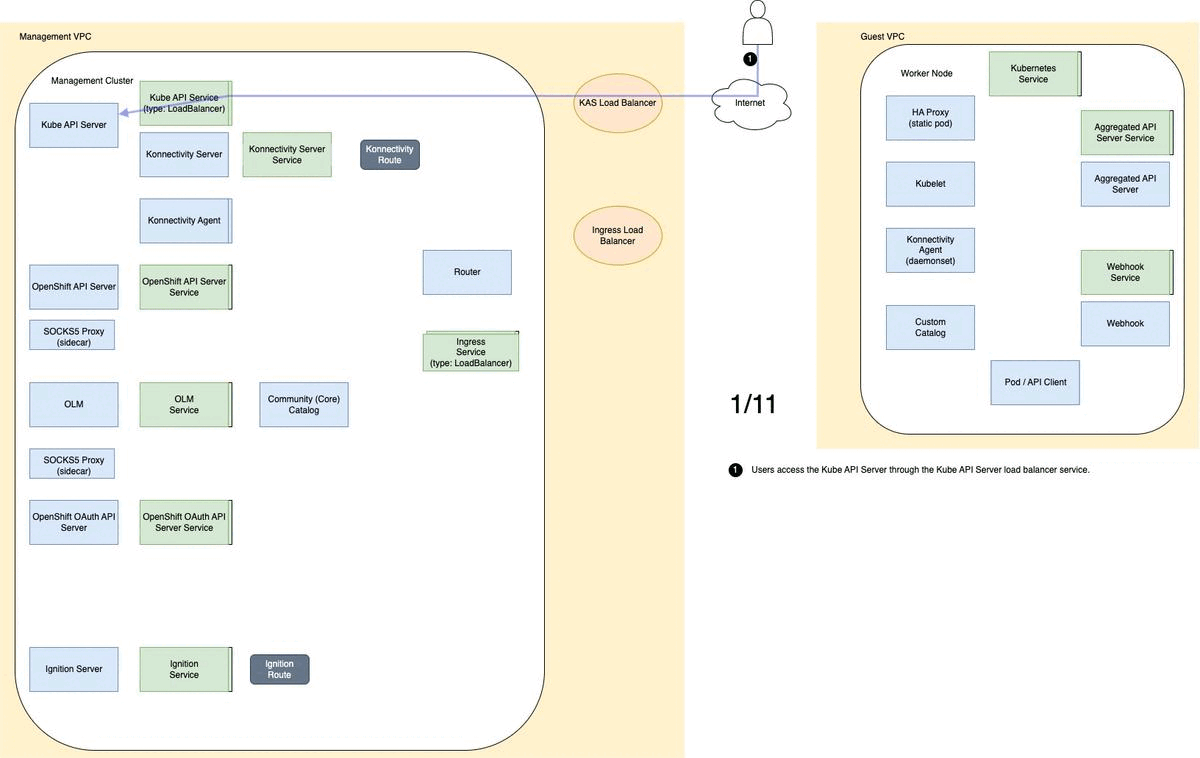 Management VPC
Management Cluster
Kube API Service
(type: LoadBalancer)
Kube API Server
Konnectivity Server
Konnectivity Server
Service
Konnectivity
Route
Konnectivity Agent
OpenShift API Server
OpenShift API Server
Service
SOCKS5 Proxy
(sidecar)
OLM
OLM
Service
Community (Core)
Catalog
SOCKS5 Proxy
(sidecar)
OpenShift OAuth API
Server
OpenShift OAuth API
Server Service
Ignition Server
Ignition
Service
Ignition
Route
Router
Ingress
Service
(type: LoadBalancer)
KAS Load Balancer
Ingress Load
Balancer
1
Internet
Guest VPC
Worker Node
Kubernetes
Service
HA Proxy
(static pod)
Aggregated API
Server Service
Kubelet
Aggregated API
Server
Konnectivity
Agent
(daemonset)
Webhook
Service
Custom
Catalog
Webhook
Pod / API Client
1/11
1 Users access the Kube API Server through the Kube API Server load balancer service.